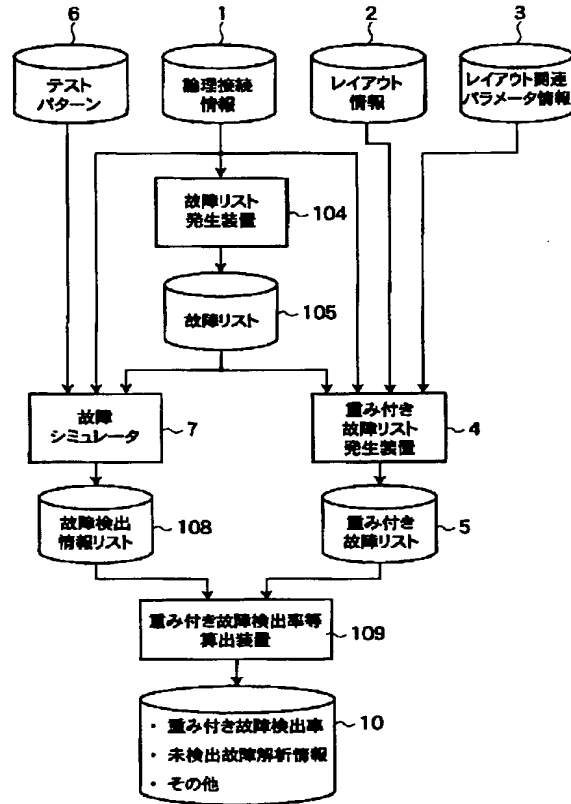 6
1
2
3
テスト
パターン
論理接続
情報
レイアウト
情報
レイアウト関連
パラメータ情報
故障リスト
発生装置
104
故障リスト
105
故障
シミュレータ
7
重み付き
故障リスト
発生装置
4
故障検出
情報リスト
108
重み付き
故障リスト
5
重み付き故障検出率等
算出装置
109
・ 重み付き故障検出率
・ 未検出故障解析情報
・ その他
10